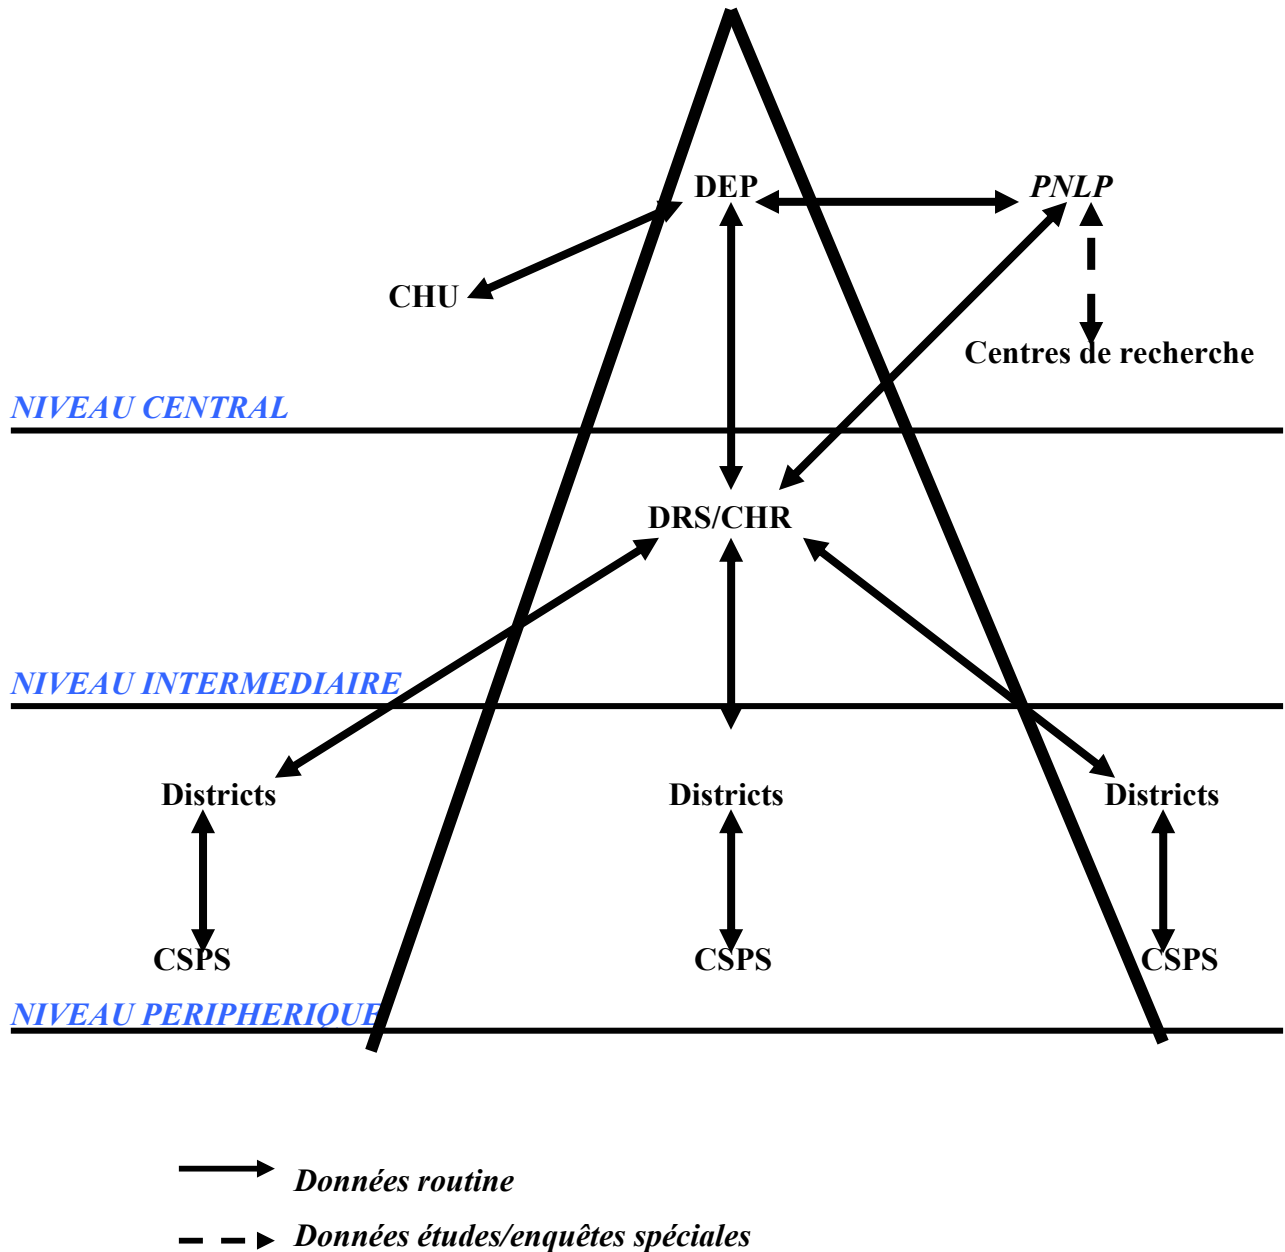 DEP
PNLP
CHU
Centres de recherche
NIVEAU CENTRAL
DRS/CHR
NIVEAU INTERMEDIAIRE
Districts
Districts
Districts
CSPS
CSPS
CSPS
NIVEAU PERIPHERIQUE
Données routine
Données études/enquêtes spéciales